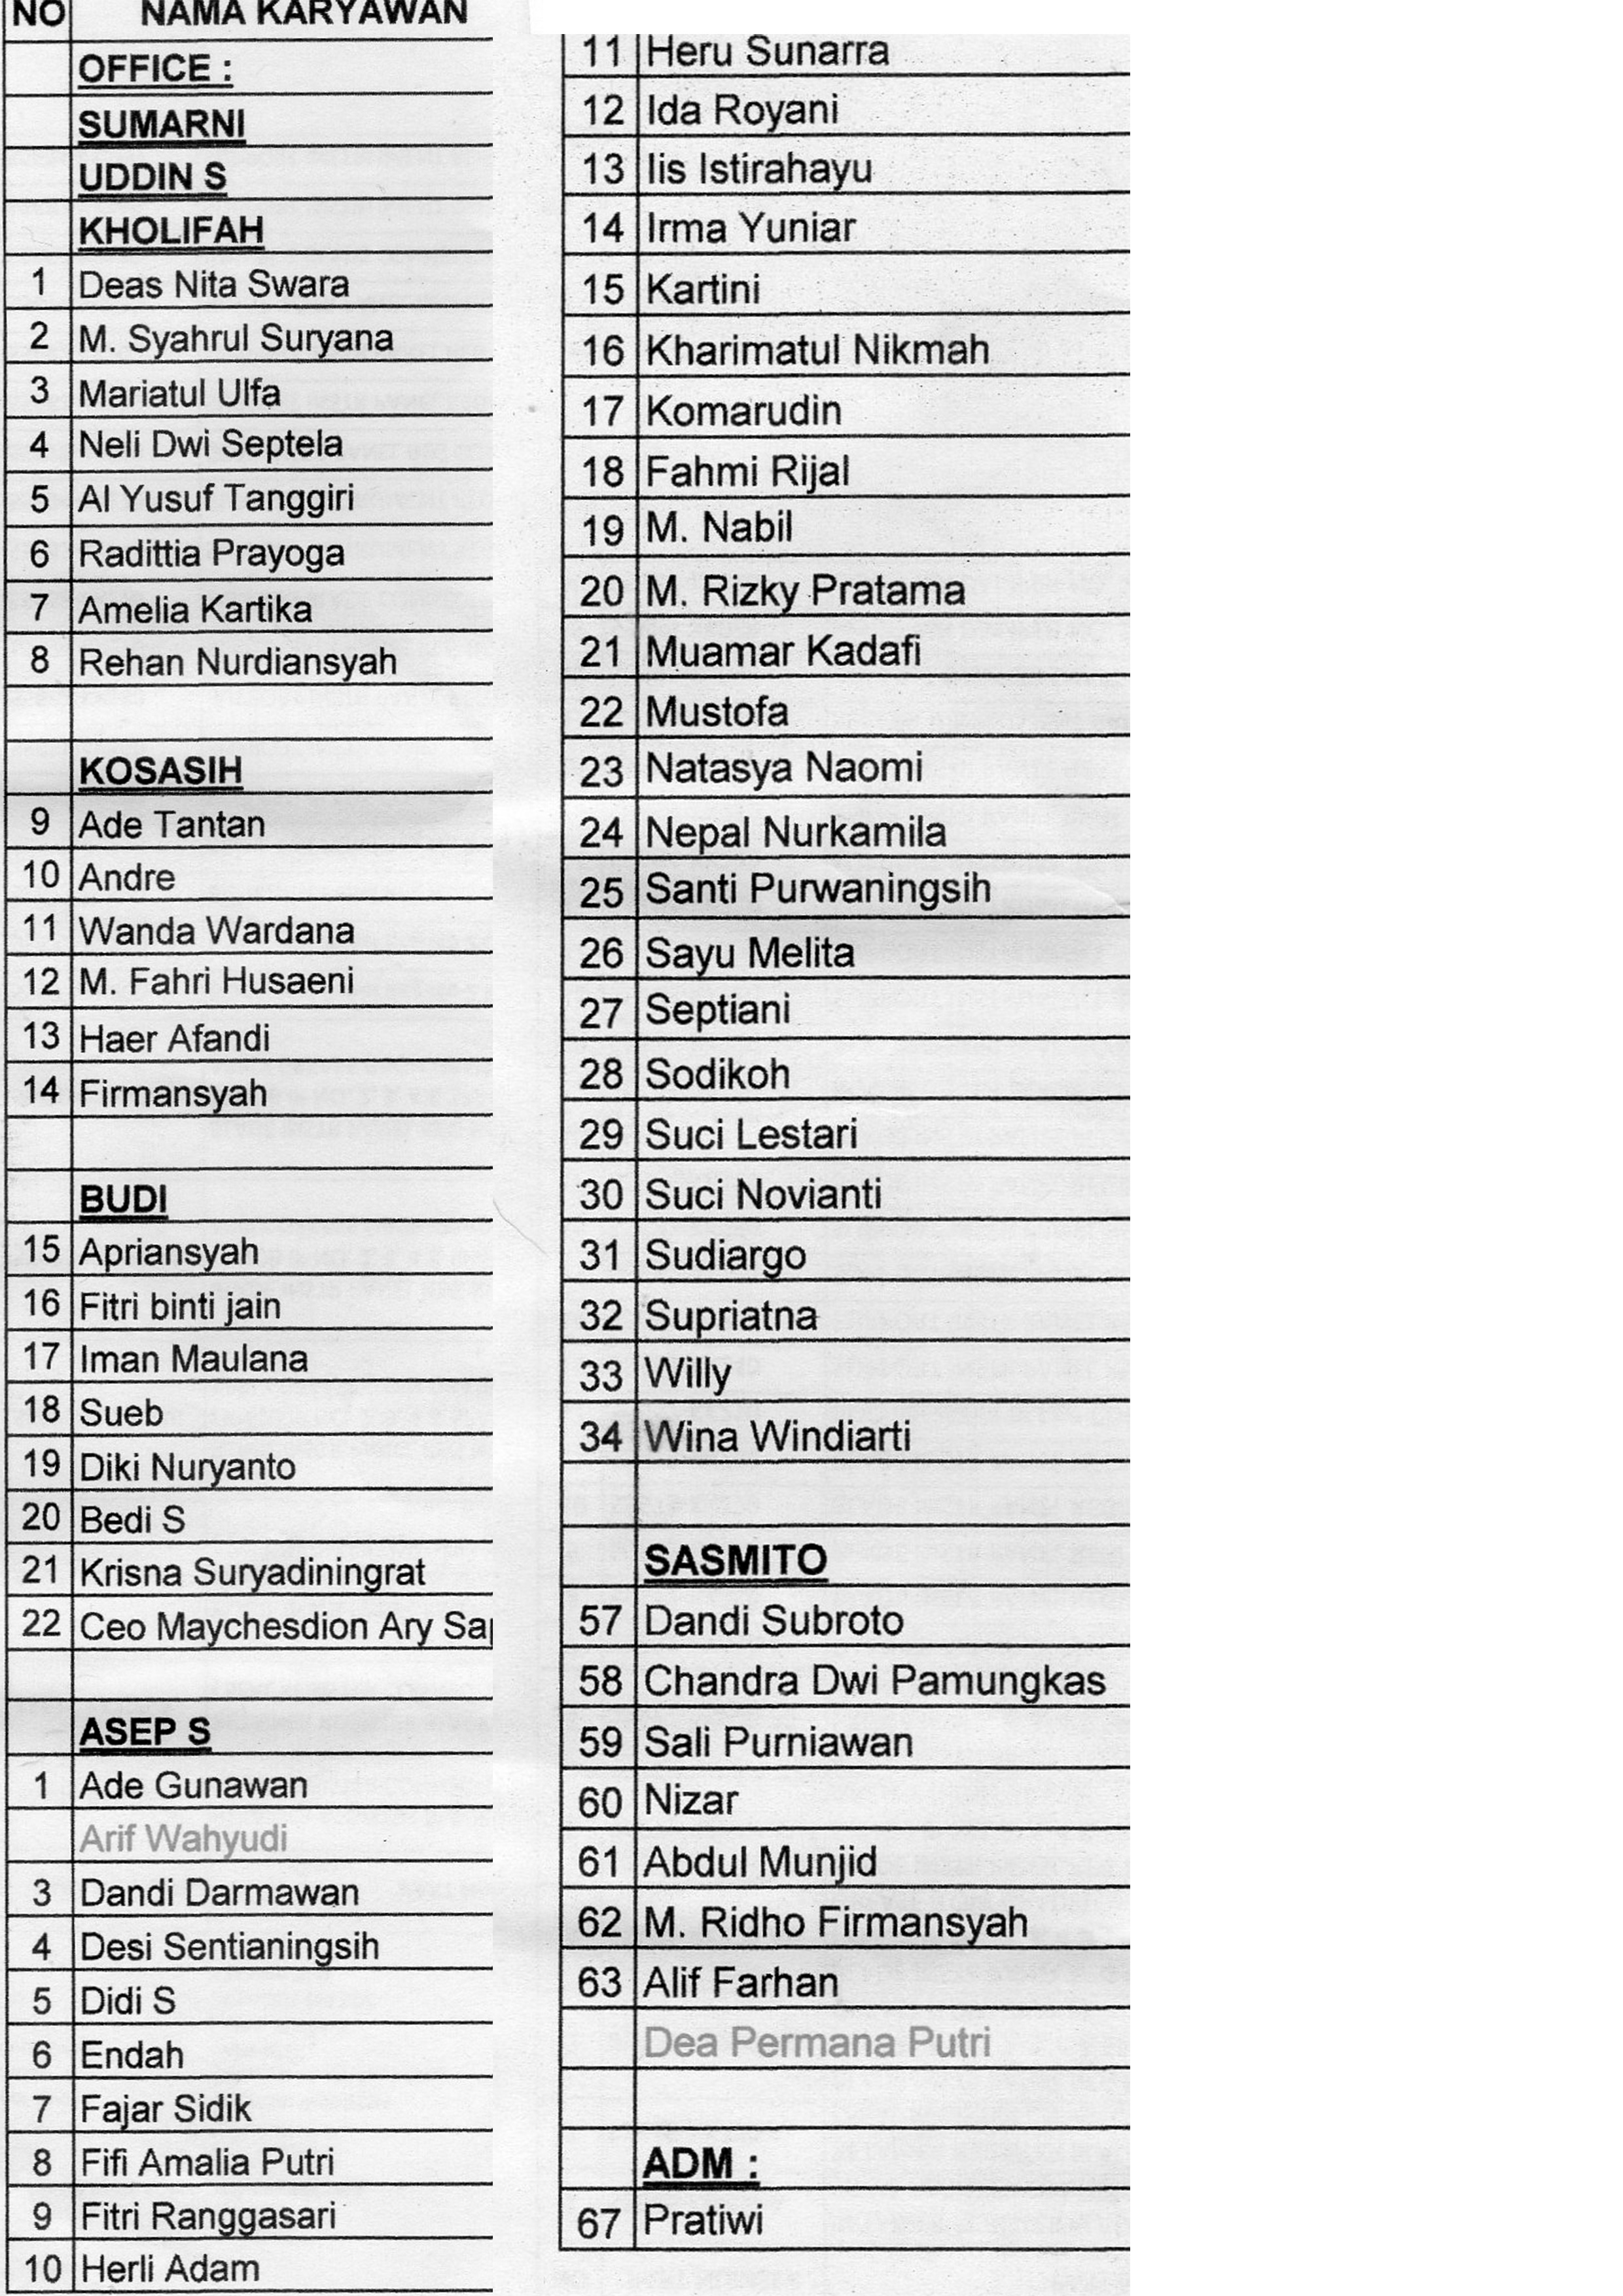 NO NAMA KARYAWAN
OFFICE :
SUMARNI
UDDIN S
KHOLIFAH
1 Deas Nita Swara
2 M. Syahrul Suryana
3 Mariatul Ulfa
4 Neli Dwi Septela
5 Al Yusuf Tanggiri
6 Radittia Prayoga
7 Amelia Kartika
8 Rehan Nurdiansyah
KOSASIH
9 Ade Tantan
10 Andre
11 Wanda Wardana
12 M. Fahri Husaeni
13 Haer Afandi
14 Firmansyah
BUDI
15 Apriansyah
16 Fitri binti jain
17 Iman Maulana
18 Sueb
19 Diki Nuryanto
20 Bedi S
21 Krisna Suryadiningrat
22 Ceo Maychesdion Ary
ASEP S
1 Ade Gunawan
Arif Wahyudi
3 Dandi Darmawan
4 Desi Sentianingsih
5 Didi S
6 Endah
7 Fajar Sidik
8 Fifi Amalia Putri
9 Fitri Ranggasari
10 Herli Adam
11 Heru Sunarra
12 Ida Royani
13 Iis Istirahayu
14 Irma Yuniar
15 Kartini
16 Kharimatul Nikmah
17 Komarudin
18 Fahmi Rijal
19 M. Nabil
20 M. Rizky Pratama
21 Muamar Kadafi
22 Mustofa
23 Natasya Naomi
24 Nepal Nurkamila
25 Santi Purwaningsih
26 Sayu Melita
27 Septiani
28 Sodikoh
29 Suci Lestari
30 Suci Novianti
31 Sudiargo
32 Supriatna
33 Willy
34 Wina Windiarti
SASMITO
57 Dandi Subroto
58 Chandra Dwi Pamungkas
59 Sali Purniawan
60 Nizar
61 Abdul Munjid
62 M. Ridho Firmansyah
63 Alif Farhan
Dea Permana Putri
ADM :
67 Pratiwi